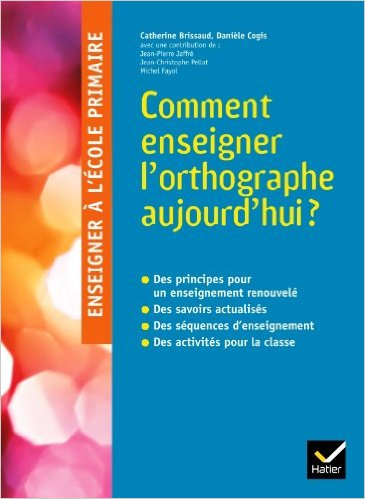 Catherine Brissaud, Danièle Cogis
avec une contribution de :
Jean-Pierre Jaffré
Jean-Christophe Pellat
Michel Fayol
ENSEIGNER À L'ÉCOLE PRIMAIRE
Comment
enseigner
l'orthographe
aujourd'hui ?
Des principes pour
un enseignement renouvelé
Des savoirs actualisés
Des séquences d'enseignement
Des activités pour la classe
Hatier